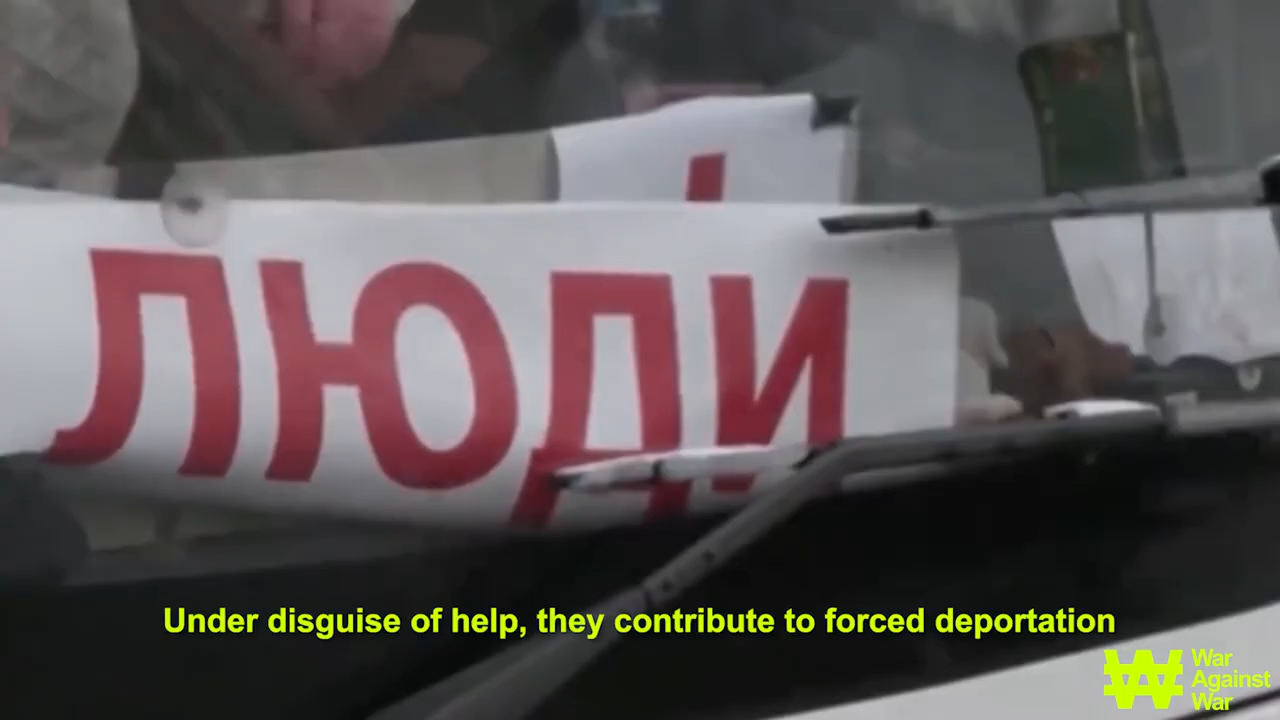 ЛЮДИ
Under disguise of help, they contribute to forced deportation
War
Against
War